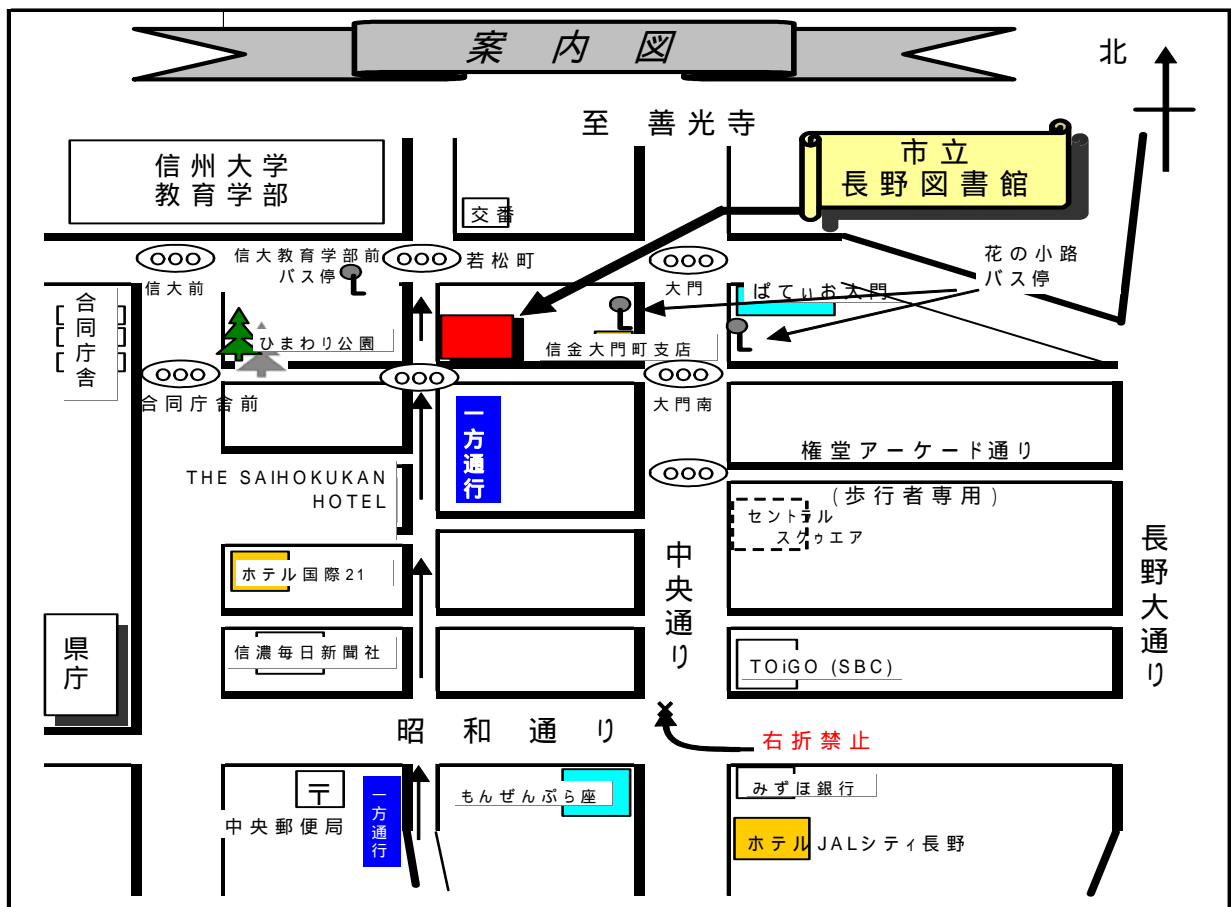 案内図
北
至 善光寺
市立
長野図書館
信州大学
教育学部
交番
信大教育学部前
バス停
若松町
信大前
大門
花の小路
バス停
ぱてぃお大門
合同庁舎
ひまわり公園
信金大門町支店
合同庁舎前
大門南
一方通行
権堂アーケード通り
(歩行者専用)
THE SAIHOKUKAN
HOTEL
セントラル
スクゥエア
中央通り
長野大通り
ホテル国際21
県庁
信濃毎日新聞社
TOiGO (SBC)
昭和通り
右折禁止
〒
中央郵便局
一方通行
もんぜんぷら座
みずほ銀行
ホテルJALシティ長野